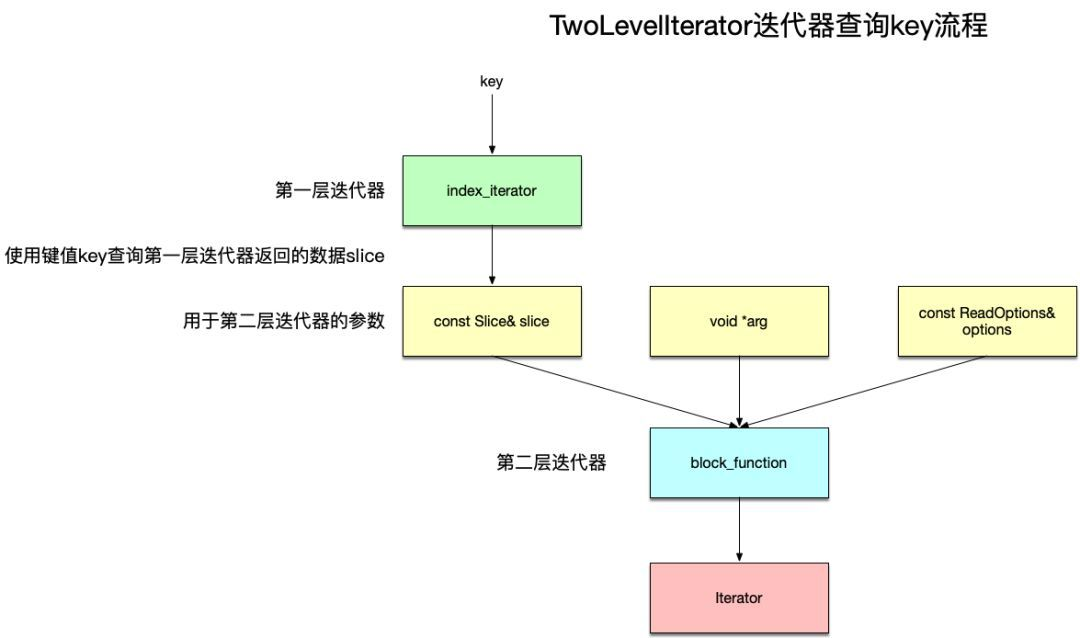 TwoLevelIterator迭代器查询key流程
key
第一层迭代器
index_iterator
使用键值key查询第一层迭代器返回的数据slice
用于第二层迭代器的参数
const Slice& slice
void *arg
const ReadOptions&
options
第二层迭代器
block_function
Iterator